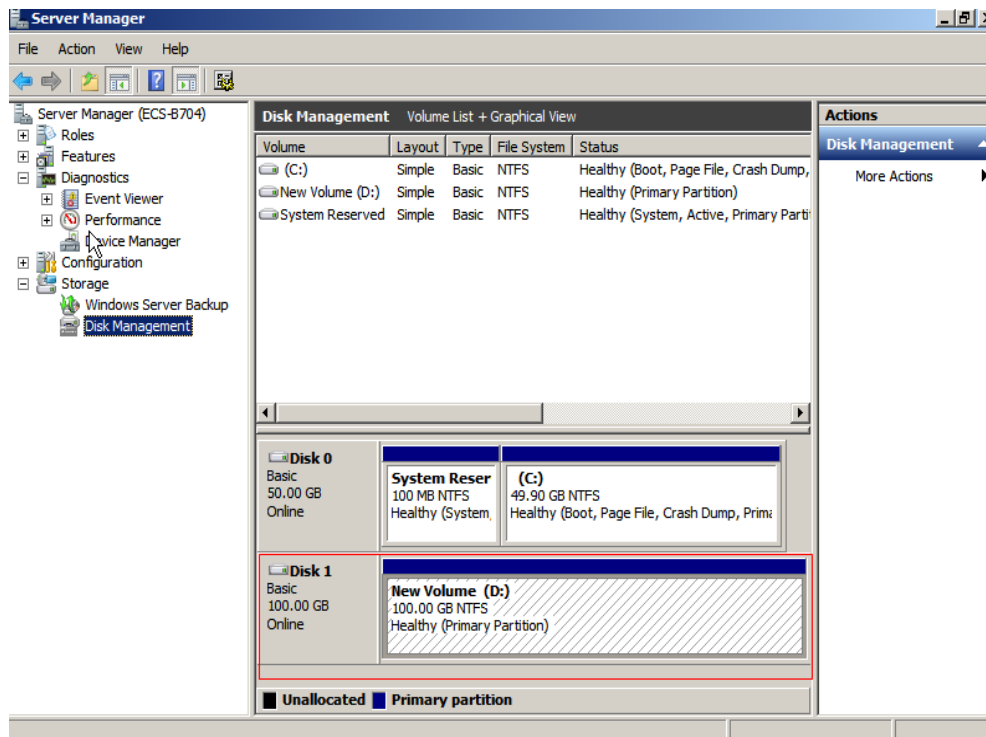 Server Manager
File Action View Help
Server Manager (ECS-B704)
Roles
Features
Diagnostics
Event Viewer
Performance
Device Manager
Configuration
Storage
Windows Server Backup
Disk Management
Disk Management Volume List + Graphical View
Volume Layout Type File System Status
(C:) Simple Basic NTFS Healthy (Boot, Page File, Crash Dump,
New Volume (D:) Simple Basic NTFS Healthy (Primary Partition)
System Reserved Simple Basic NTFS Healthy (System, Active, Primary Parti
Disk 0
Basic
50.00 GB
Online
System Reser
100 MB NTFS
Healthy (System,
(C:)
49.90 GB NTFS
Healthy (Boot, Page File, Crash Dump, Prima
Disk 1
Basic
100.00 GB
Online
New Volume (D:)
100.00 GB NTFS
Healthy (Primary Partition)
Unallocated Primary partition
Actions
Disk Management
More Actions